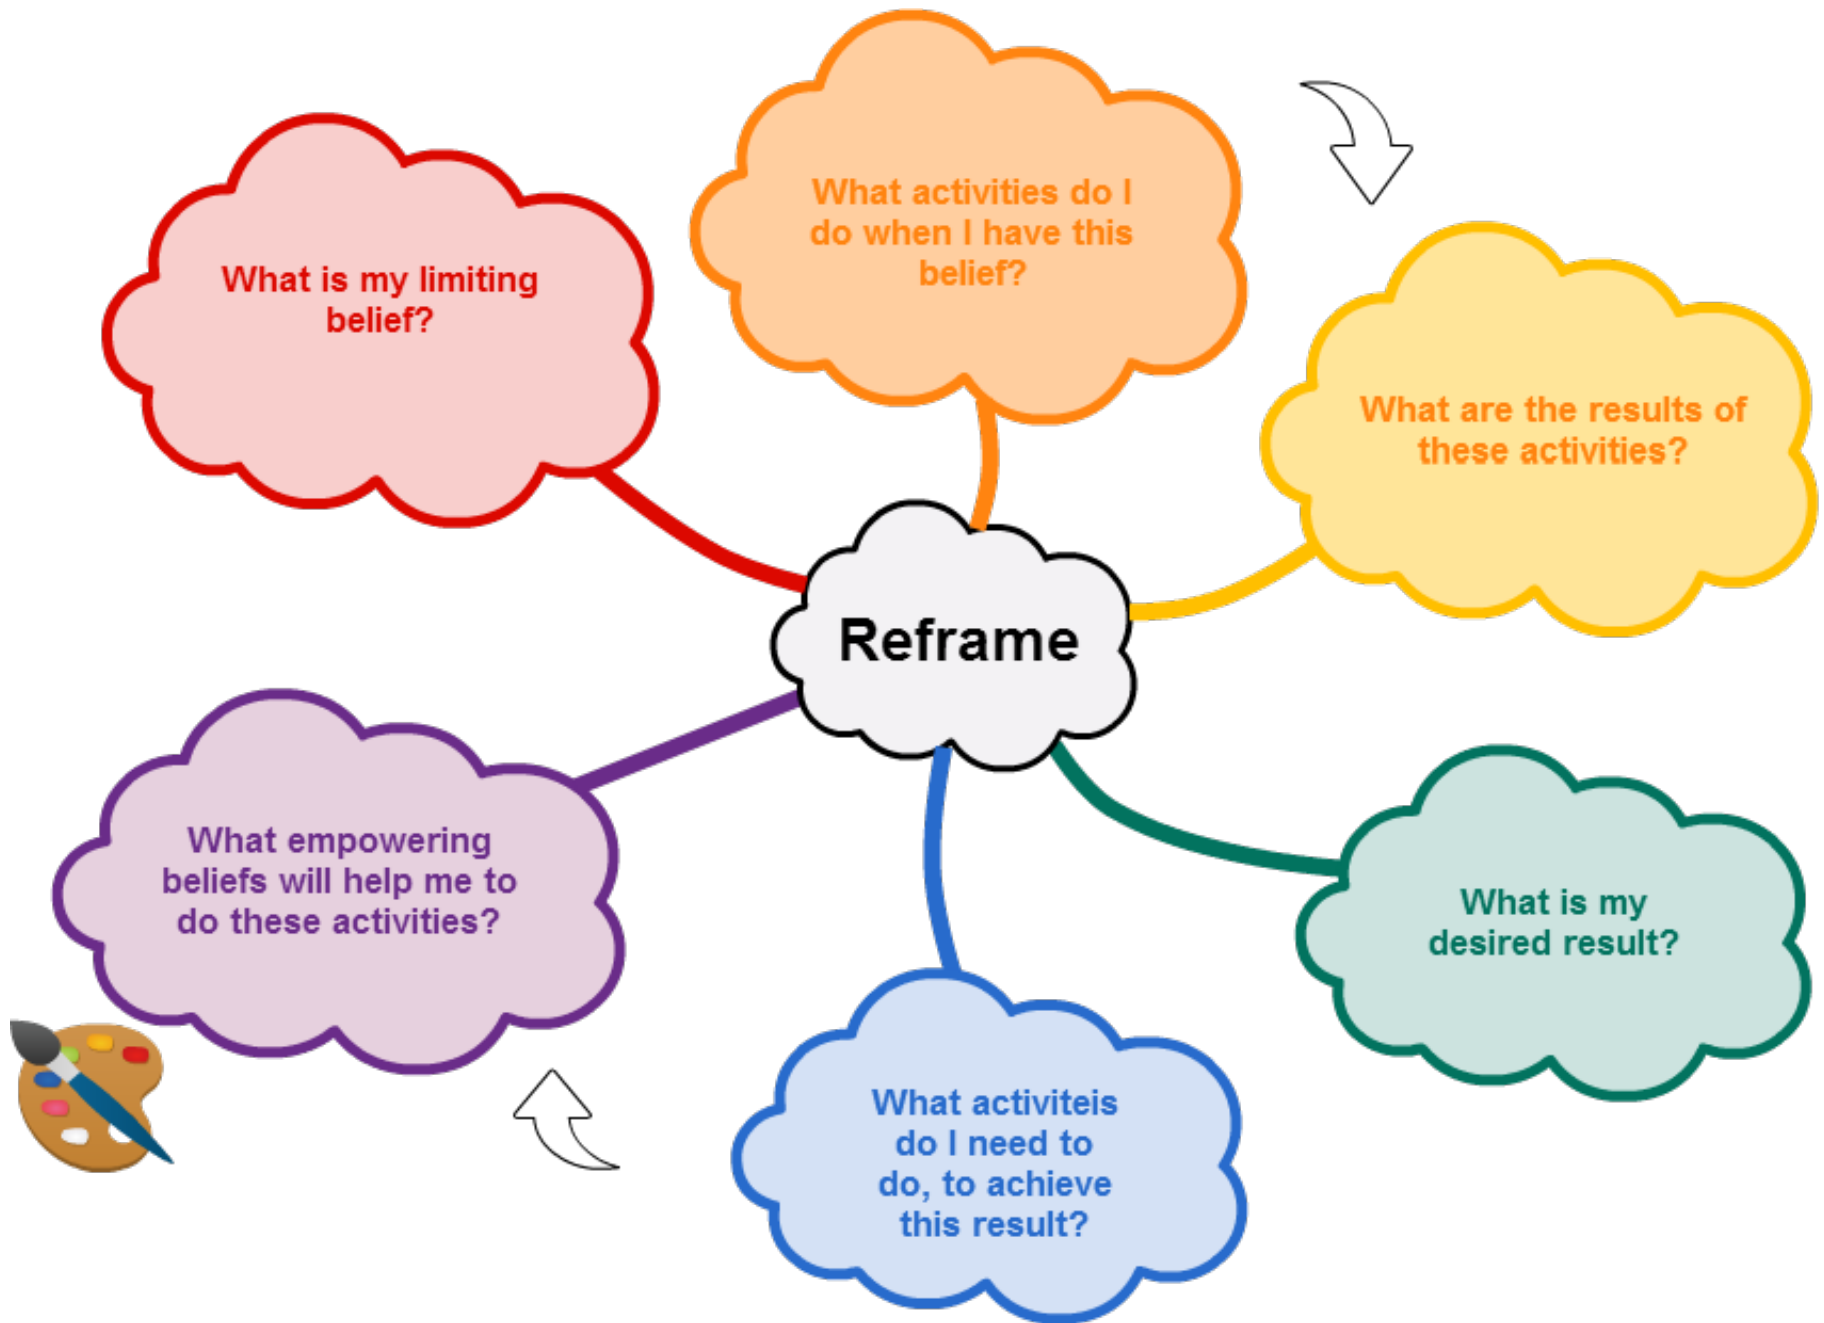 What is my limiting
belief?
What activities do I
do when I have this
belief?
What are the results of
these activities?
Reframe
What is my
desired result?
What activiteis
do I need to
do, to achieve
this result?
What empowering
beliefs will help me to
do these activities?